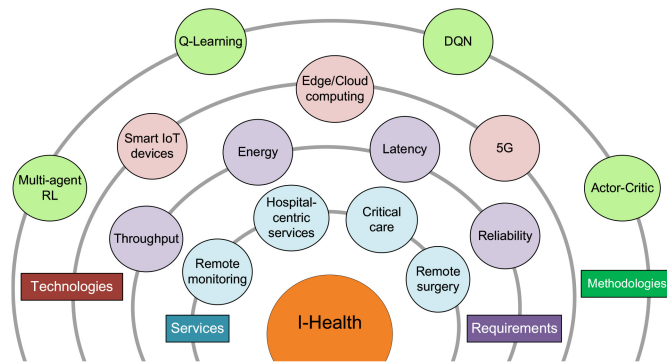 Q-Learning
DQN
Edge/Cloud
computing
Smart IoT
devices
Energy
Latency
5G
Multi-agent
RL
Actor-Critic
Hospital-
centric
services
Critical
care
Throughput
Reliability
Remote
monitoring
Remote
surgery
Technologies
Methodologies
Services
I-Health
Requirements